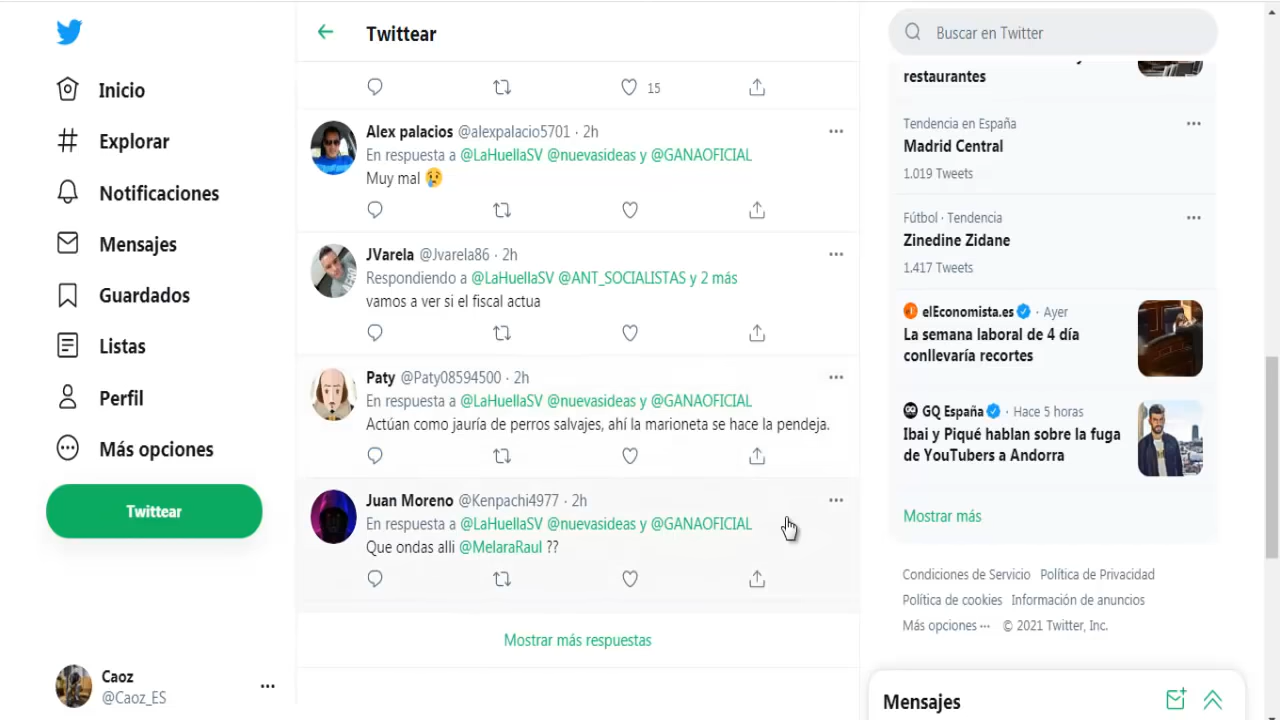 Inicio
Explorar
Notificaciones
Mensajes
Guardados
Listas
Perfil
Más opciones
Twittear
Caoz
@Caoz_ES
Twittear
15
Alex palacios @alexpalacio5701 · 2h
En respuesta a @LaHuellaSV @nuevasideas y @GANAOFICIAL
Muy mal 😢
JVarela @Jvarela86 · 2h
Respondiendo a @LaHuellaSV @ANT_SOCIALISTAS y 2 más
vamos a ver si el fiscal actua
Paty @Paty08594500 · 2h
En respuesta a @LaHuellaSV @nuevasideas y @GANAOFICIAL
Actúan como jauría de perros salvajes, ahí la marioneta se hace la pendeja.
Juan Moreno @Kenpachi4977 · 2h
En respuesta a @LaHuellaSV @nuevasideas y @GANAOFICIAL
Que ondas alli @MelaraRaul ??
Mostrar más respuestas
Buscar en Twitter
restaurantes
Tendencia en España
Madrid Central
1.019 Tweets
Fútbol · Tendencia
Zinedine Zidane
1.417 Tweets
elEconomista.es · Ayer
La semana laboral de 4 día
conllevaría recortes
GQ España · Hace 5 horas
Ibai y Piqué hablan sobre la fuga
de YouTubers a Andorra
Mostrar más
Condiciones de Servicio Política de Privacidad
Política de cookies Información de anuncios
Más opciones ··· © 2021 Twitter, Inc.
Mensajes